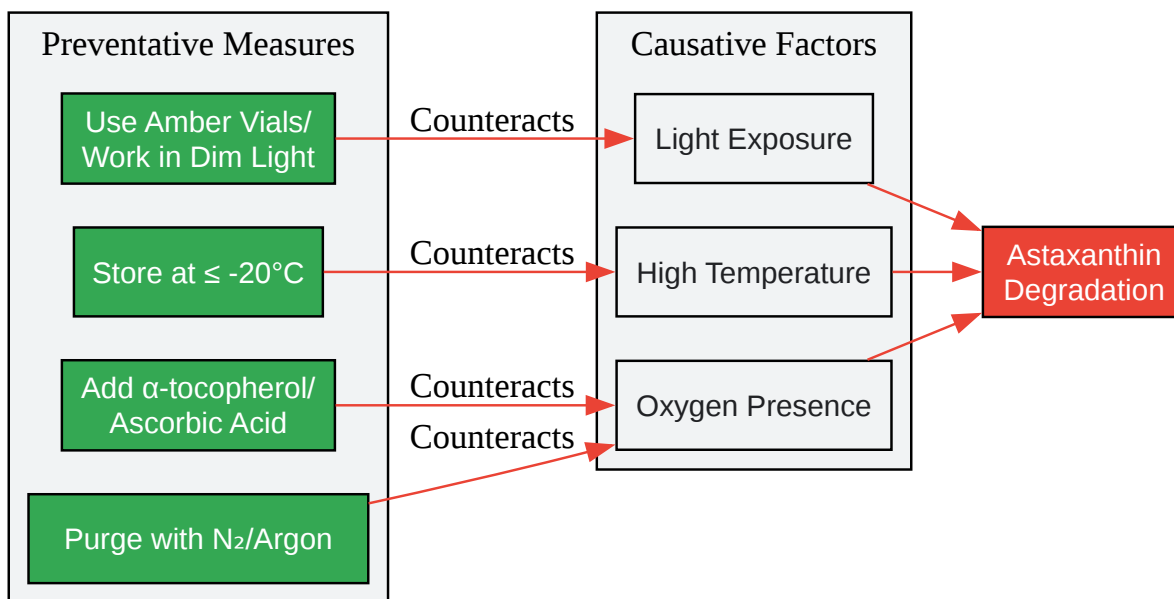 Preventative Measures
Causative Factors
Use Amber Vials/
Work in Dim Light
Counteracts
Light Exposure
Store at ≤ -20°C
Counteracts
High Temperature
Astaxanthin
Degradation
Add α-tocopherol/
Ascorbic Acid
Counteracts
Oxygen Presence
Counteracts
Purge with N₂/Argon